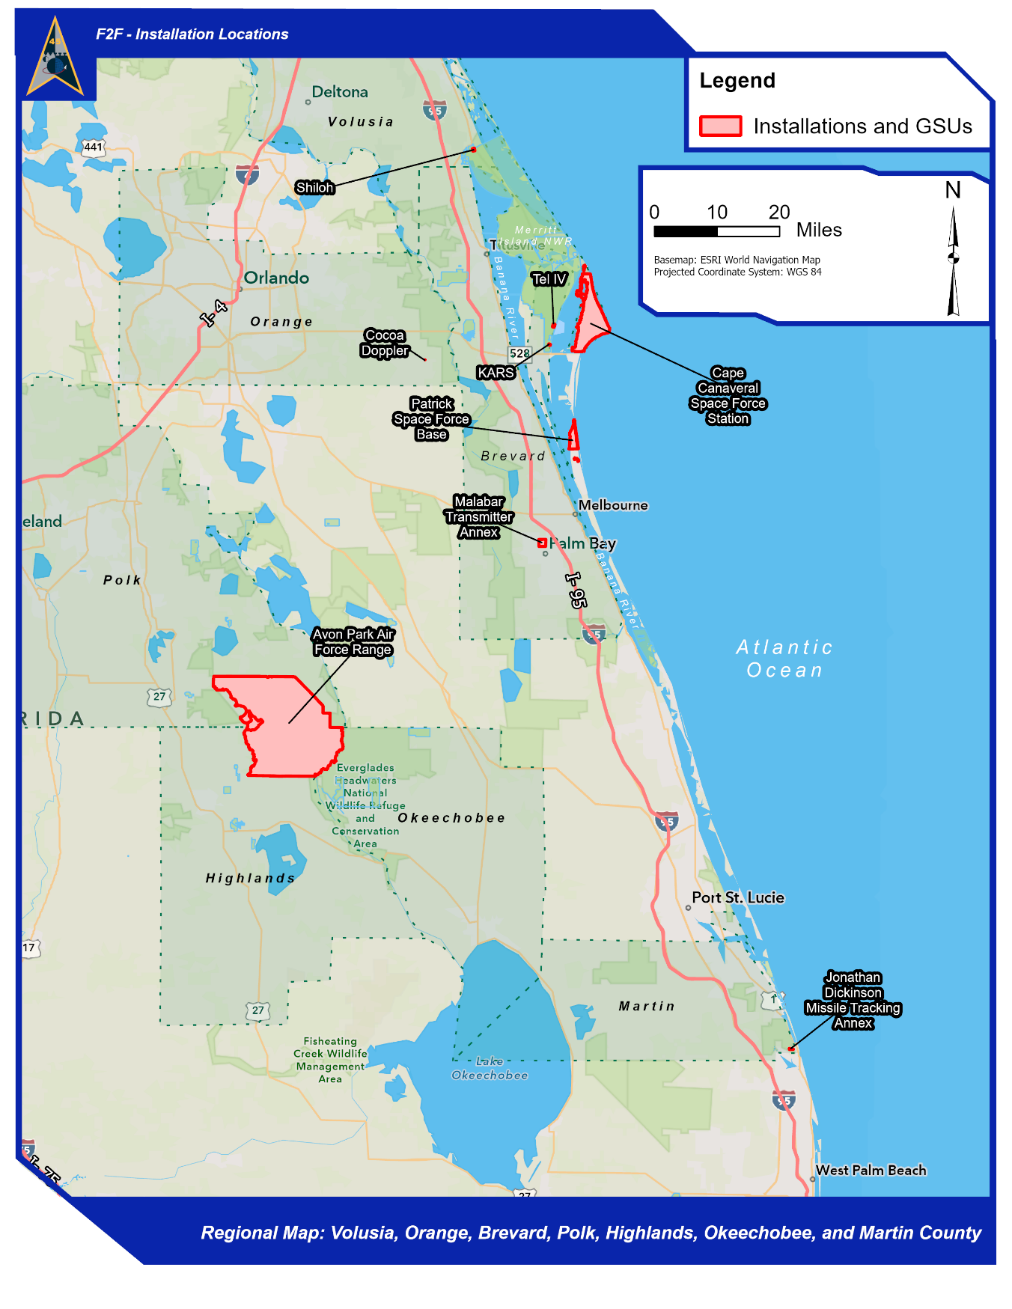 F2F - Installation Locations
Legend
Installations and GSUs
0 10 20
Miles
Basemap: ESRI World Navigation Map
Projected Coordinate System: WGS 84
N
Deltona
Volusia
95
441
4
Shiloh
Merritt
Island NWR
Titusville
Banana River
Tel IV
Orlando
I-4
Orange
Cocoa
Doppler
528
KARS
Cape
Canaveral
Space Force
Station
Patrick
Space Force
Base
Brevard
Malabar
Transmitter
Annex
Melbourne
eland
Palm Bay
Banana River
Polk
I-95
95
Avon Park Air
Force Range
Atlantic
Ocean
27
RIDA
Everglades
Headwaters
National
Wildlife Refuge
and
Conservation
Area
Okeechobee
95
Highlands
Port St. Lucie
17
Jonathan
Dickinson
Missile Tracking
Annex
1
Martin
27
Fisheating
Creek Wildlife
Management
Area
Lake
Okeechobee
95
5
I-75
West Palm Beach
27
Regional Map: Volusia, Orange, Brevard, Polk, Highlands, Okeechobee, and Martin County